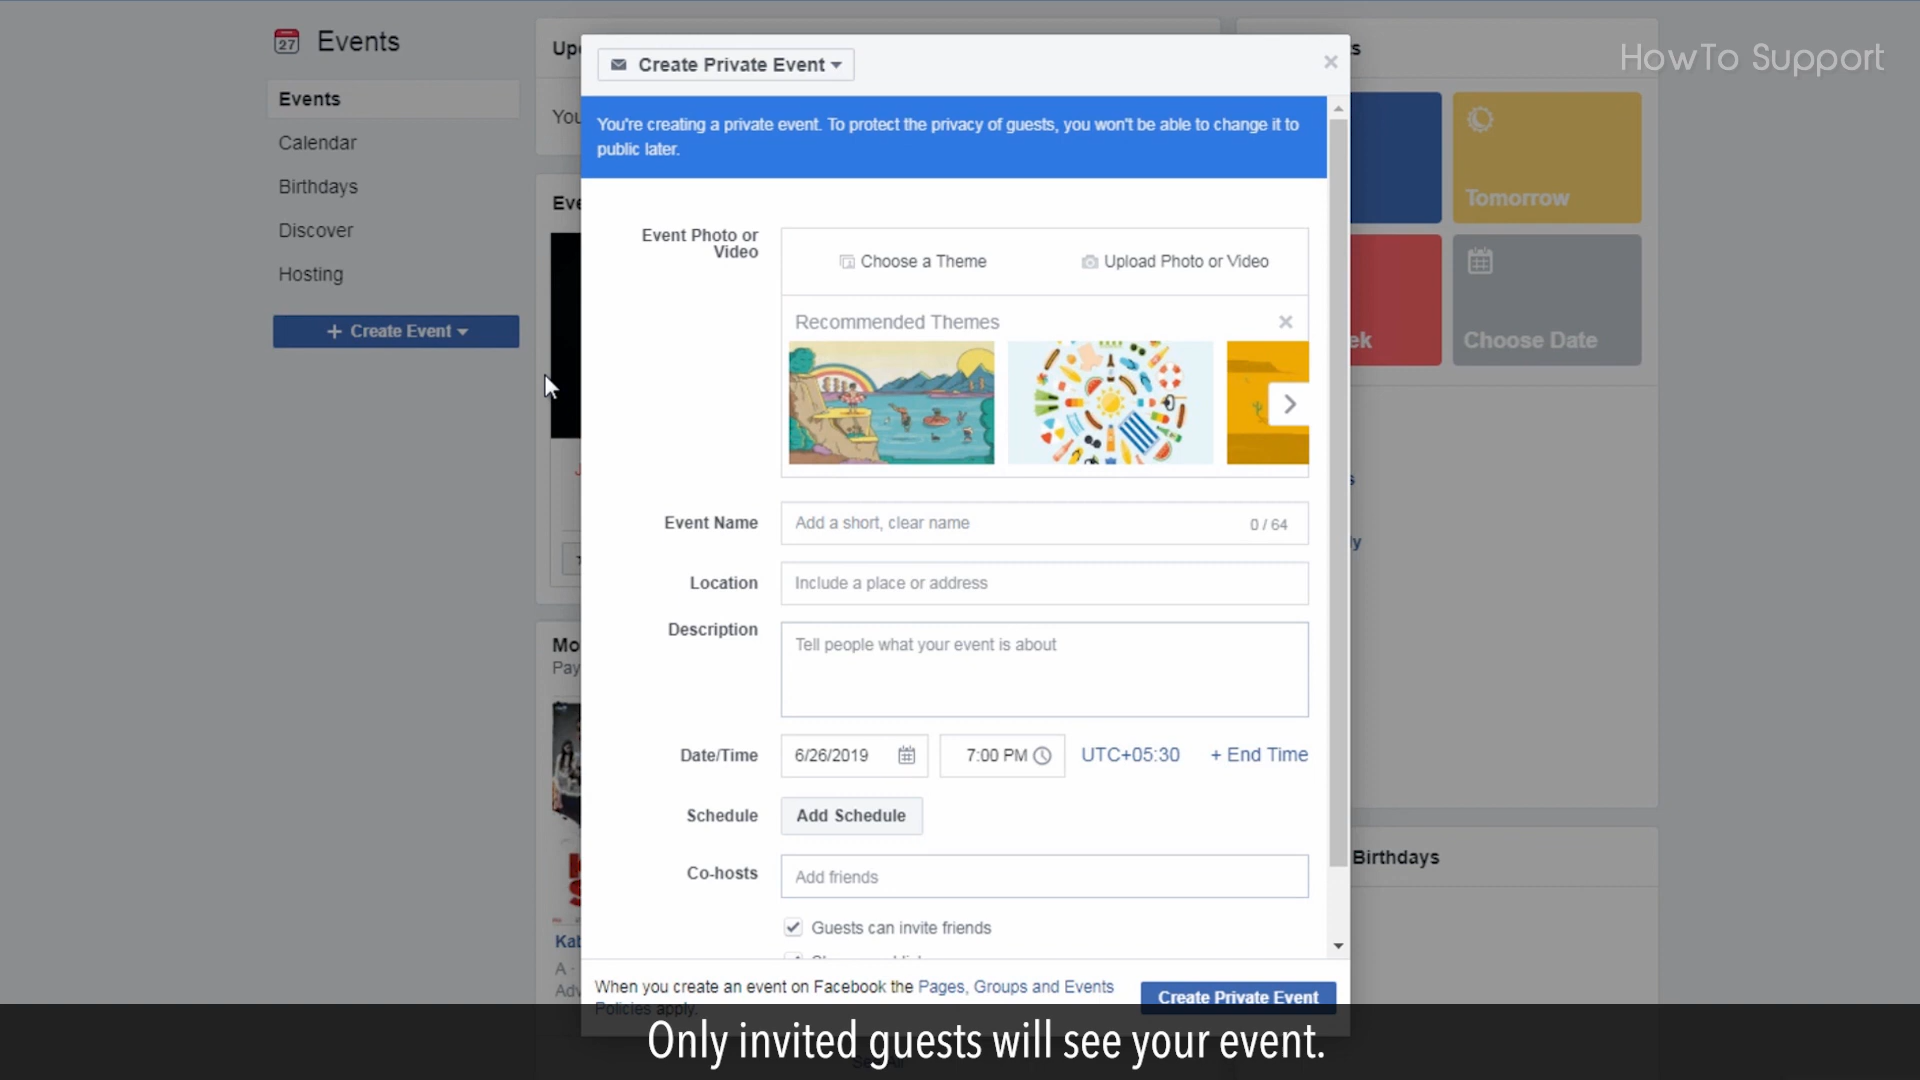 27 Events
HowTo Support
Events
Calendar
Birthdays
Discover
Hosting
+ Create Event
Create Private Event
You're creating a private event. To protect the privacy of guests, you won't be able to change it to
public later.
Event Photo or
Video
Choose a Theme
Upload Photo or Video
Recommended Themes
Event Name
Add a short, clear name
0 / 64
Location
Include a place or address
Description
Tell people what your event is about
Date/Time
6/26/2019
7:00 PM
UTC+05:30
+ End Time
Schedule
Add Schedule
Co-hosts
Add friends
Guests can invite friends
When you create an event on Facebook the Pages, Groups and Events
Policies apply.
Create Private Event
Tomorrow
Choose Date
Birthdays
Only invited guests will see your event.